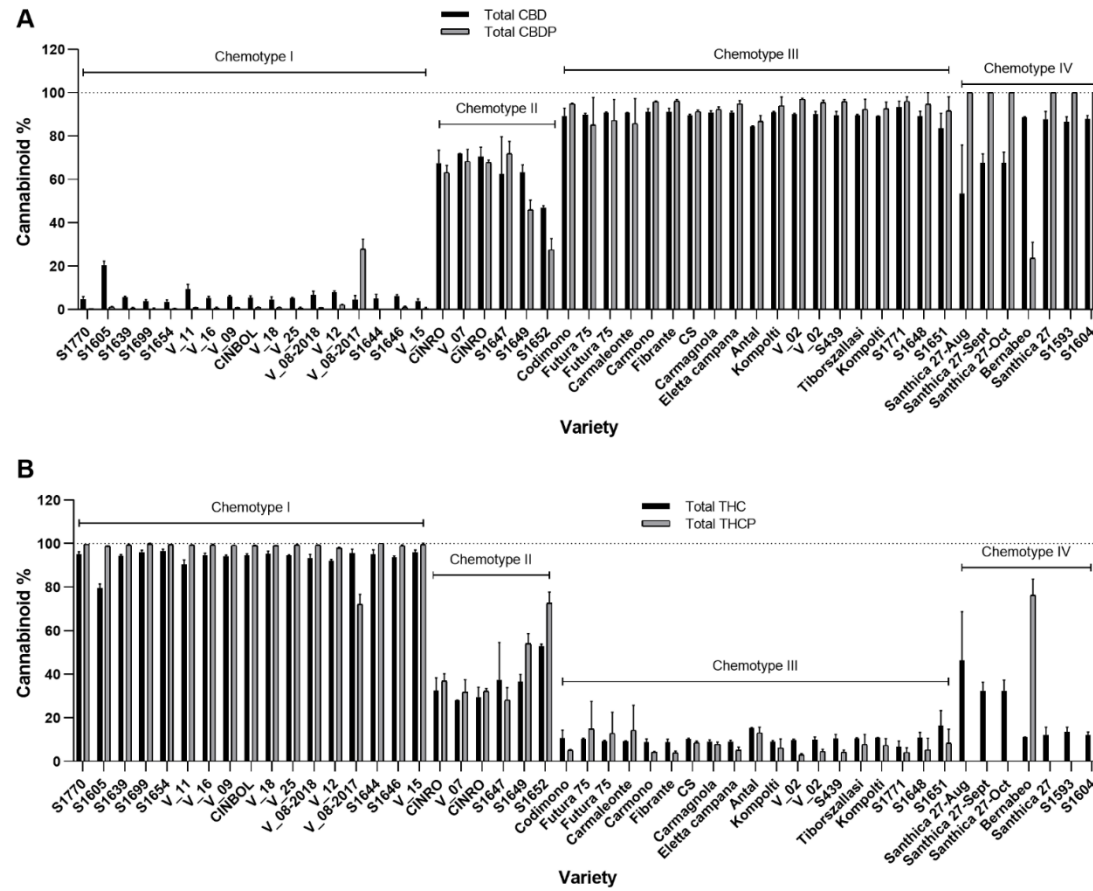 A
Total CBD
Total CBDP
120
100
80
60
40
20
0
Cannabinoid %
Chemotype I
Chemotype II
Chemotype III
Chemotype IV
S1770
S1605
S1639
S1699
S1654
V_11
V_16
V_09
CiNBOL
V_18
V_25
V_08-2018
V_12
V_08-2017
S1644
S1646
V_15
CiNRO
V_07
CiNRO
S1647
S1649
S1652
Codimono
Futura 75
Futura 75
Carmaleonte
Carmono
Fibrante
CS
Carmagnola
Eletta campana
Antal
Kompolti
V_02
V_02
S439
Tiborszallasi
Kompolti
S1771
S1648
S1651
Santhica 27-Aug
Santhica 27-Sept
Santhica 27-Oct
Bernabeo
Santhica 27
S1593
S1604
Variety
B
Total THC
Total THCP
120
100
80
60
40
20
0
Cannabinoid %
Chemotype I
Chemotype II
Chemotype III
Chemotype IV
S1770
S1605
S1639
S1699
S1654
V_11
V_16
V_09
CiNBOL
V_18
V_25
V_08-2018
V_12
V_08-2017
S1644
S1646
V_15
CiNRO
V_07
CiNRO
S1647
S1649
S1652
Codimono
Futura 75
Futura 75
Carmaleonte
Carmono
Fibrante
CS
Carmagnola
Eletta campana
Antal
Kompolti
V_02
V_02
S439
Tiborszallasi
Kompolti
S1771
S1648
S1651
Santhica 27-Aug
Santhica 27-Sept
Santhica 27-Oct
Bernabeo
Santhica 27
S1593
S1604
Variety